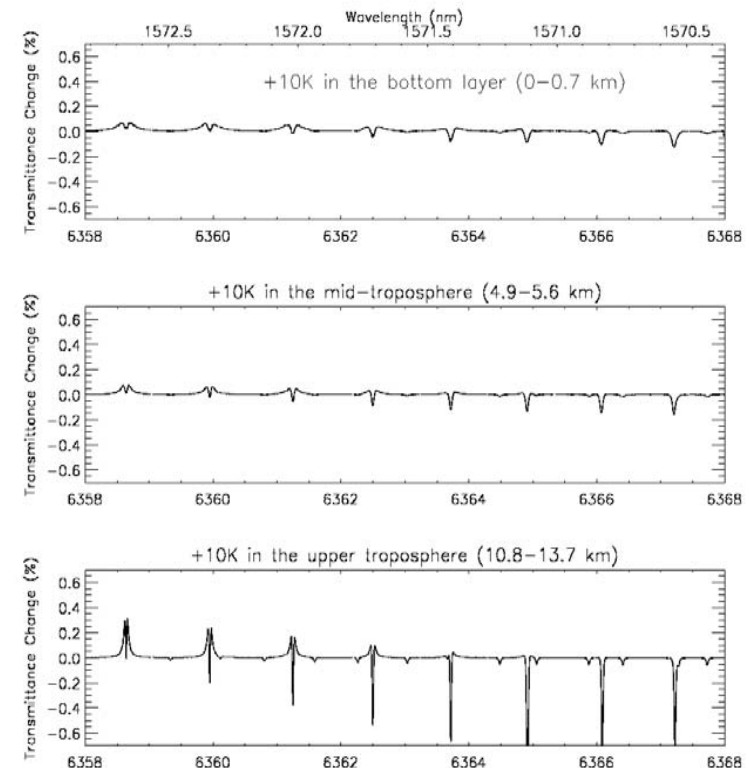 Wavelength (nm)
1572.5 1572.0 1571.5 1571.0 1570.5
+10K in the bottom layer (0-0.7 km)
Transmittance Change (%)
0.6
0.4
0.2
0.0
-0.2
-0.4
-0.6
6358 6360 6362 6364 6366 6368
+10K in the mid-troposphere (4.9-5.6 km)
Transmittance Change (%)
0.6
0.4
0.2
0.0
-0.2
-0.4
-0.6
6358 6360 6362 6364 6366 6368
+10K in the upper troposphere (10.8-13.7 km)
Transmittance Change (%)
0.6
0.4
0.2
0.0
-0.2
-0.4
-0.6
6358 6360 6362 6364 6366 6368